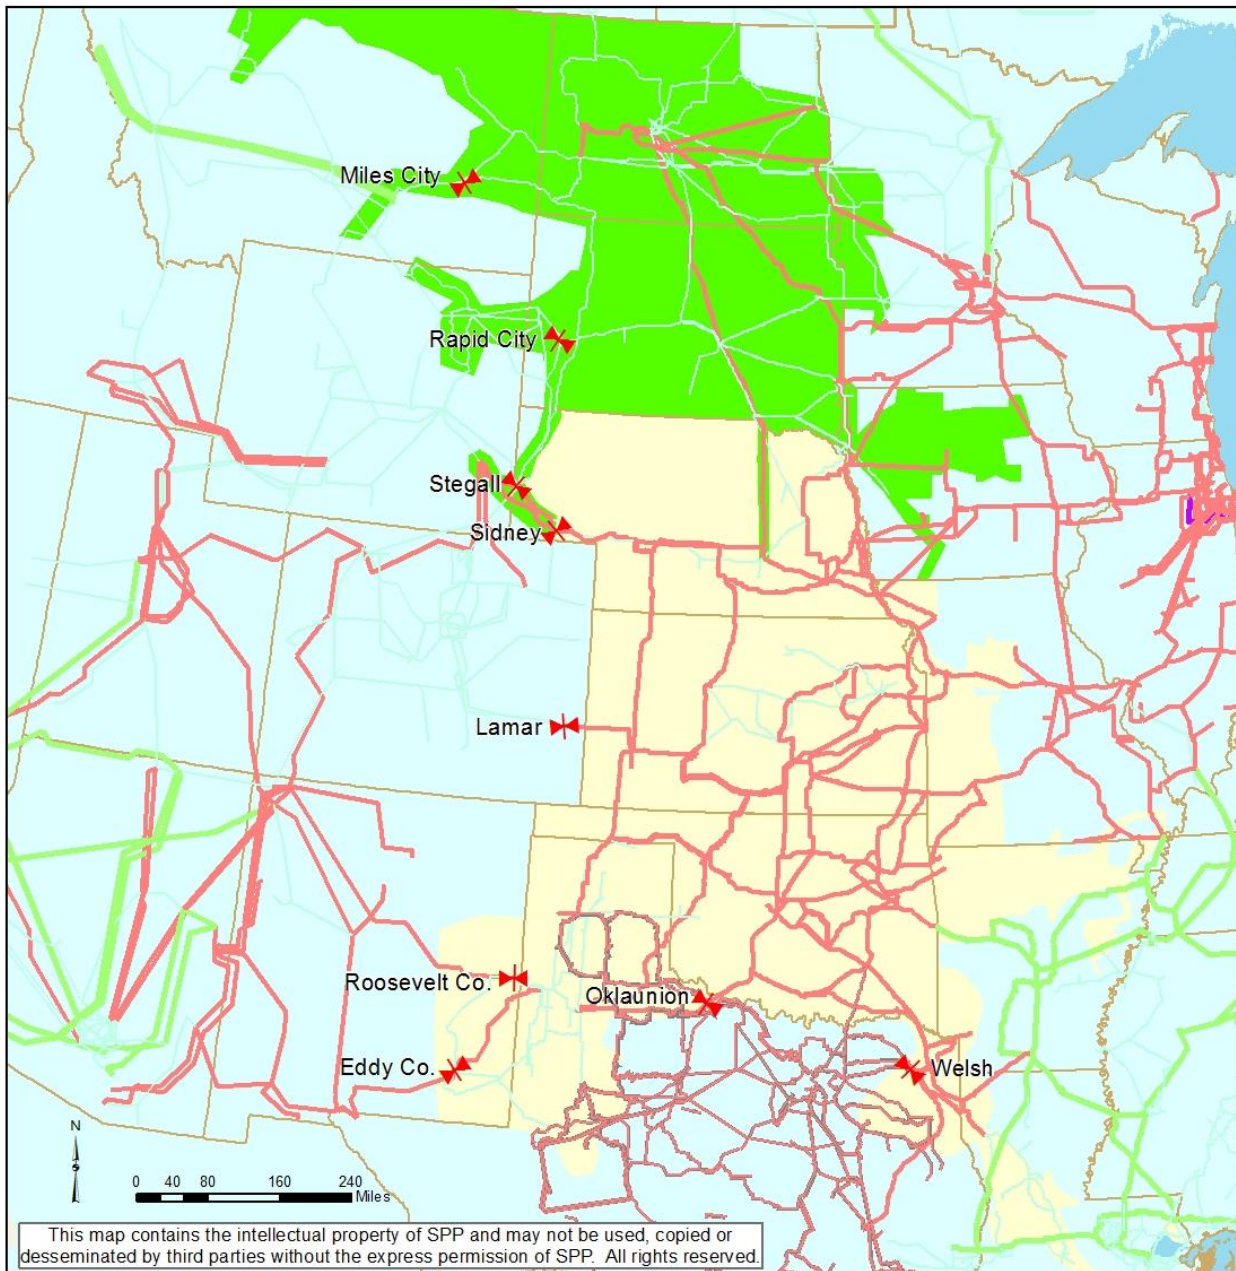 Miles City
Rapid City
Stegall
Sidney
Lamar
Roosevelt Co.
Oklaunion
Eddy Co.
Welsh
N
0 40 80 160 240
Miles
This map contains the intellectual property of SPP and may not be used, copied or
desseminated by third parties without the express permission of SPP. All rights reserved.